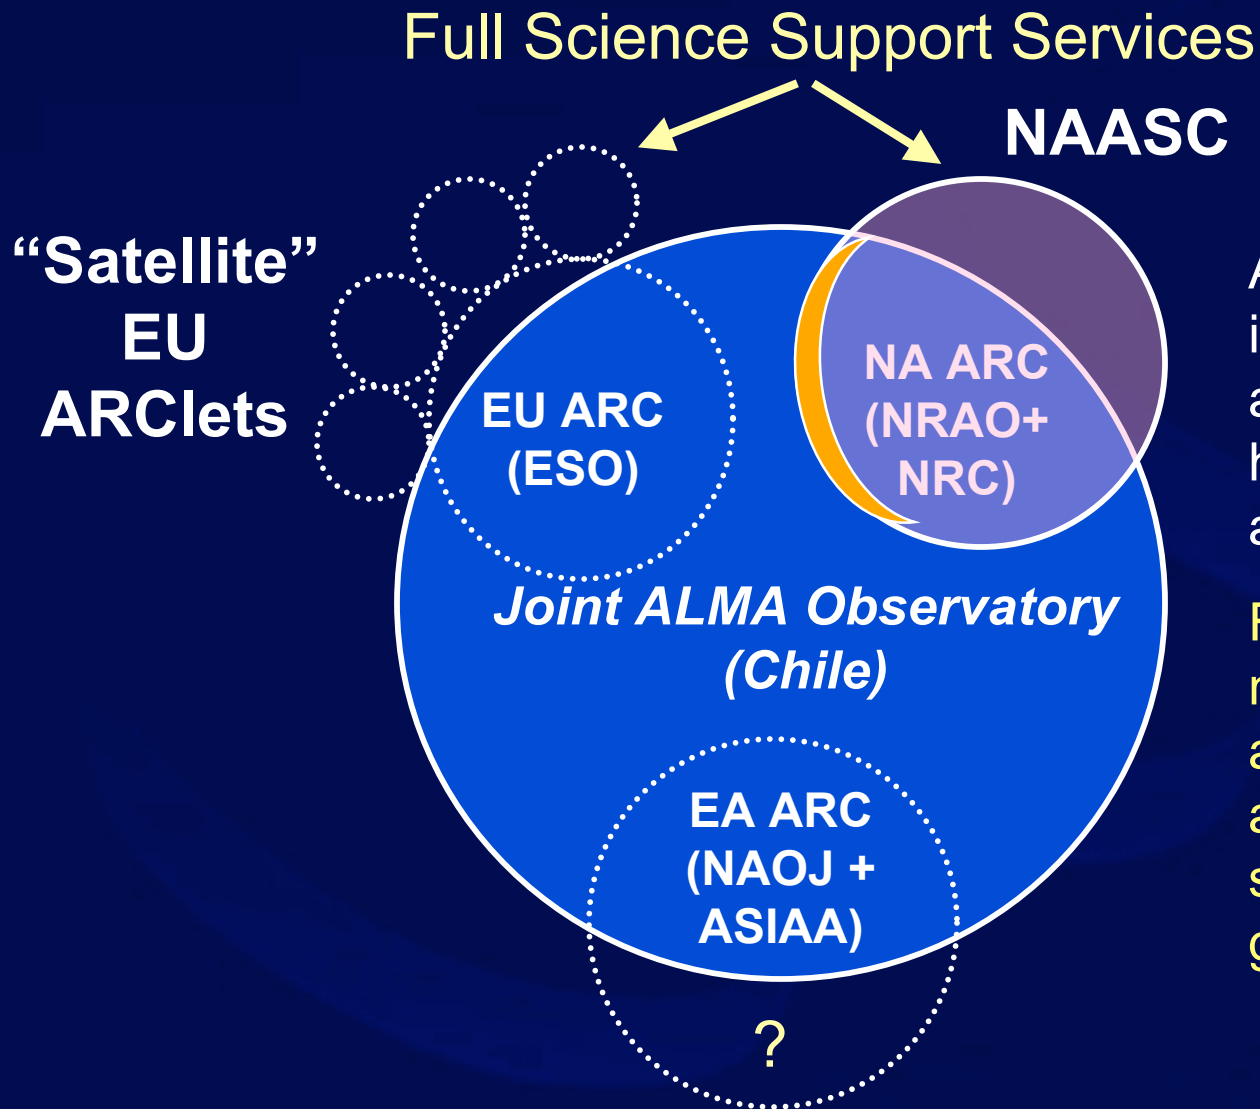 Full Science Support Services
NAASC
“Satellite”
EU
ARClets
EU ARC
(ESO)
NA ARC
(NRAO+
NRC)
Joint ALMA Observatory
(Chile)
EA ARC
(NAOJ +
ASIAA)
?